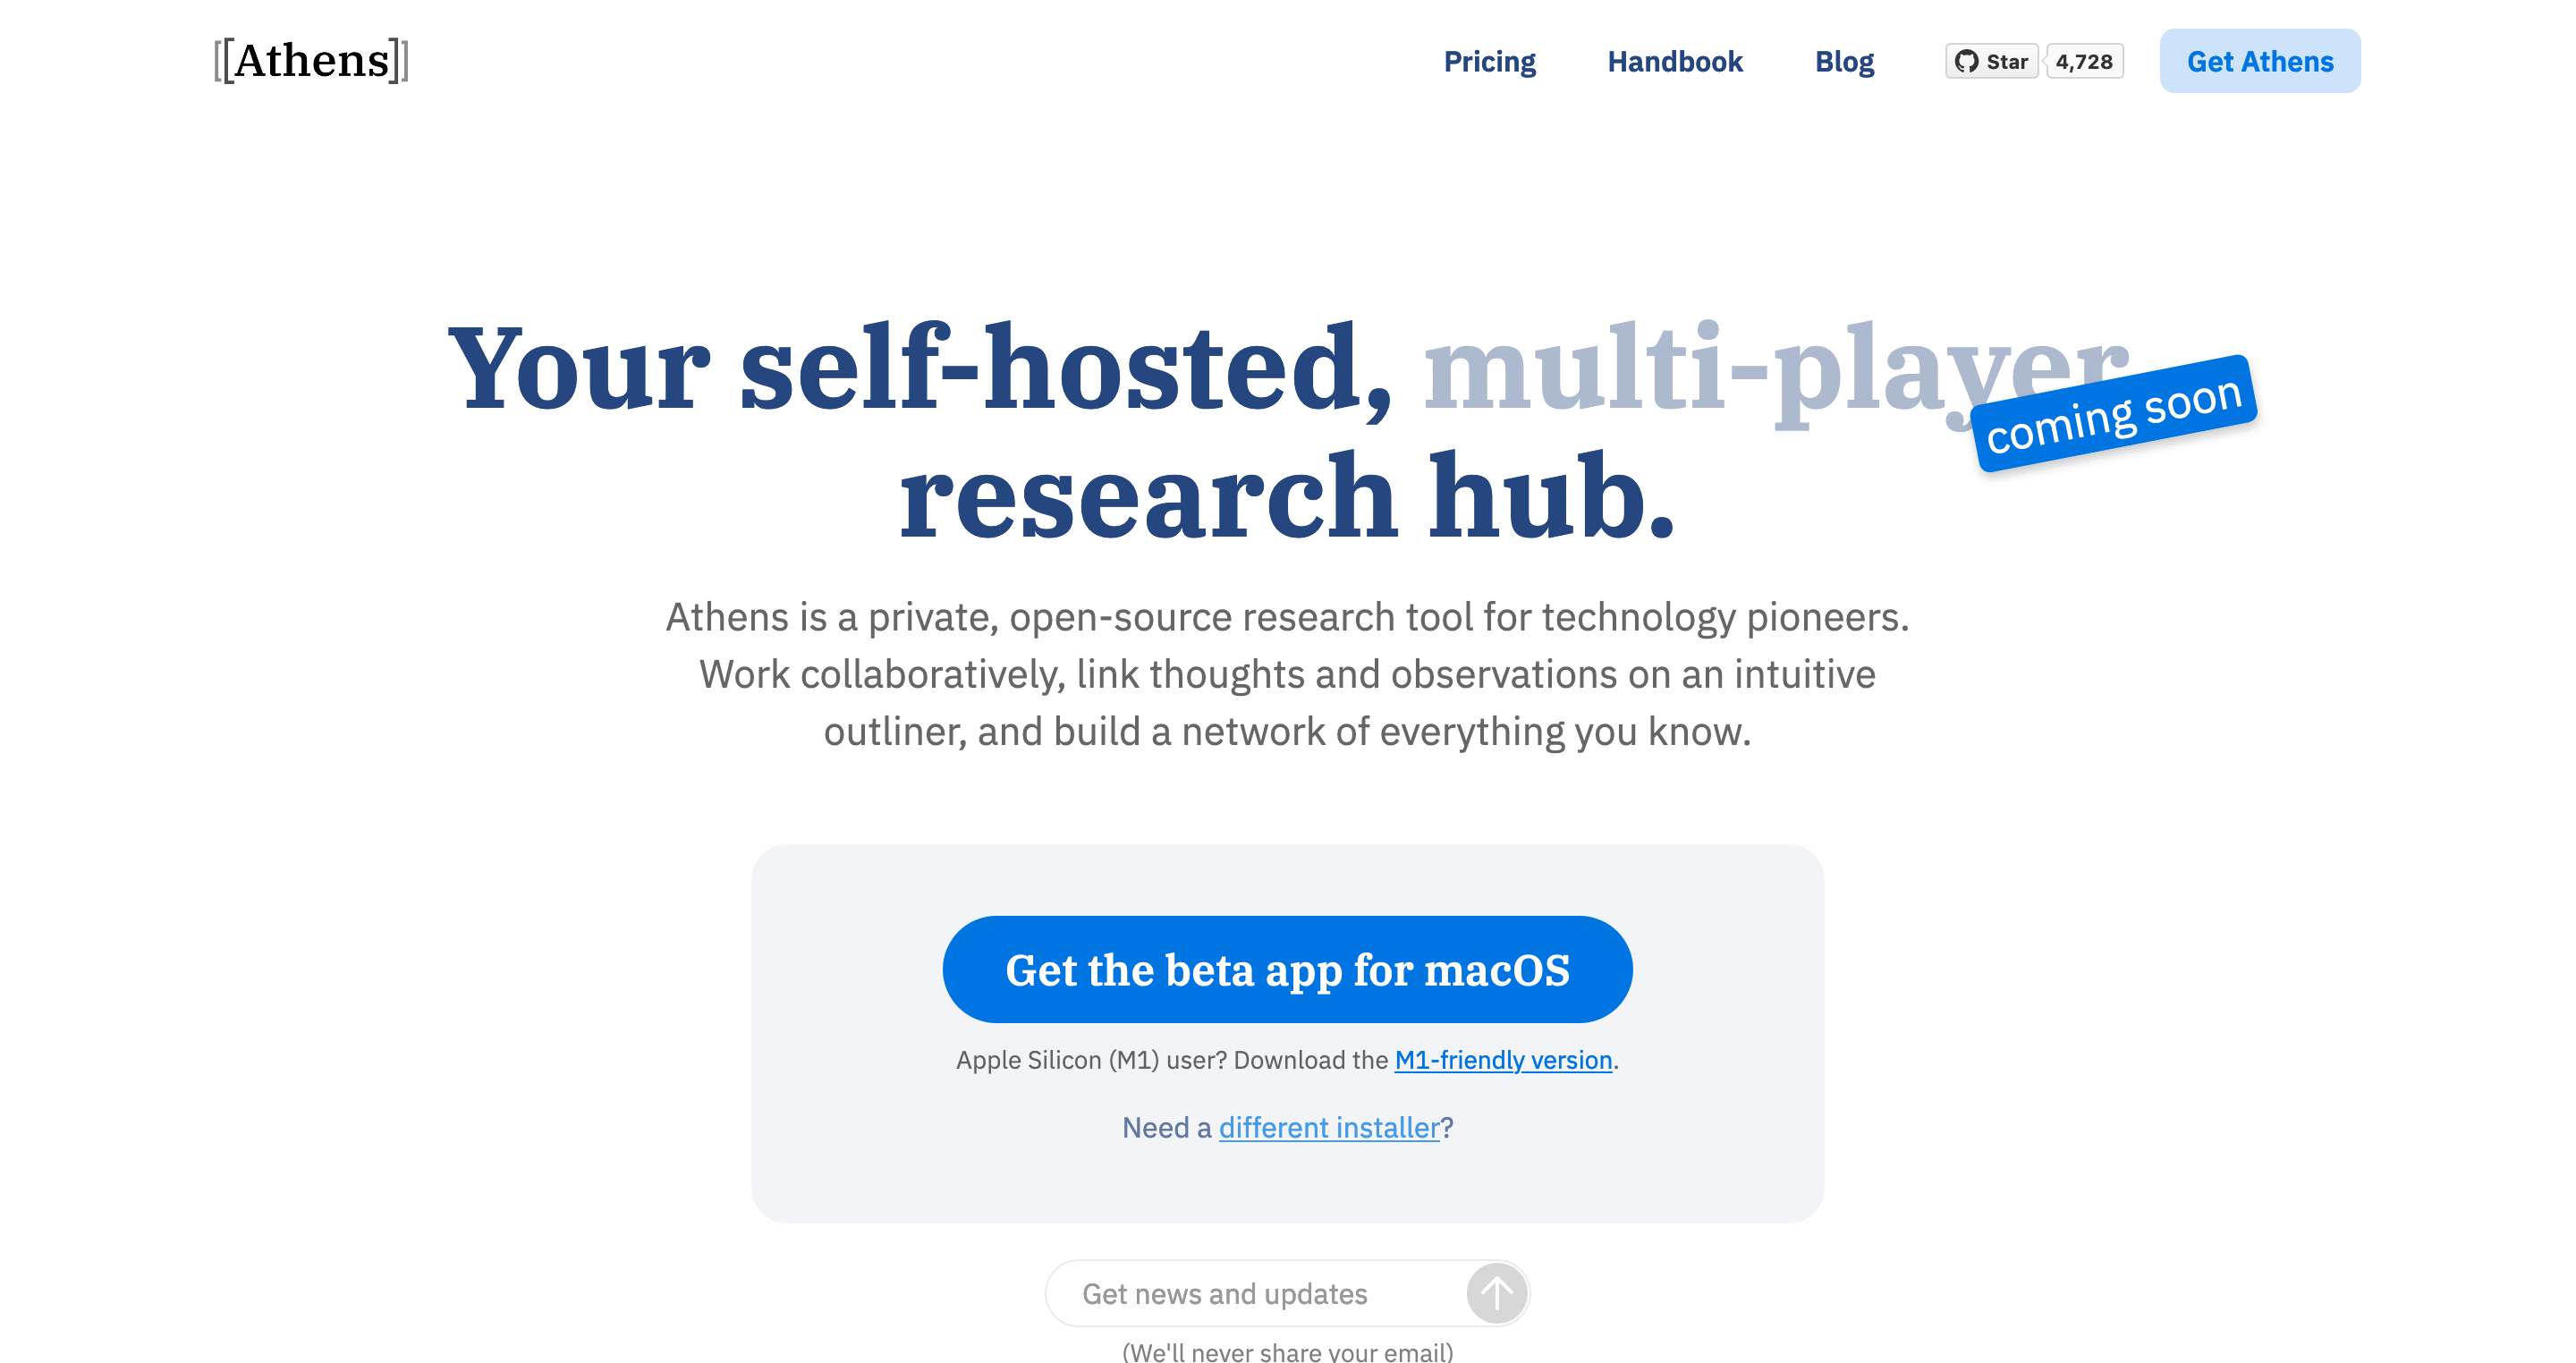 [[Athens]]
Pricing
Handbook
Blog
Star
4,728
Get Athens
Your self-hosted, multi-player
coming soon
research hub.
Athens is a private, open-source research tool for technology pioneers.
Work collaboratively, link thoughts and observations on an intuitive
outliner, and build a network of everything you know.
Get the beta app for macOS
Apple Silicon (M1) user? Download the M1-friendly version.
Need a different installer?
Get news and updates
(We'll never share your email)